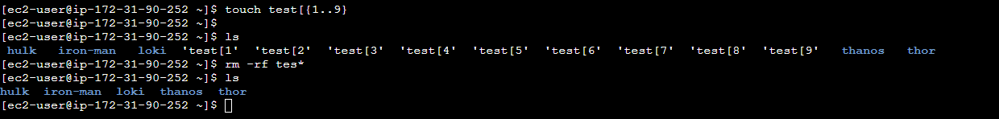 [ec2-user@ip-172-31-90-252 ~]$ touch test[{1..9}
[ec2-user@ip-172-31-90-252 ~]$
[ec2-user@ip-172-31-90-252 ~]$ ls
hulk iron-man loki 'test[1' 'test[2' 'test[3' 'test[4' 'test[5' 'test[6' 'test[7' 'test[8' 'test[9' thanos thor
[ec2-user@ip-172-31-90-252 ~]$ rm -rf tes*
[ec2-user@ip-172-31-90-252 ~]$ ls
hulk iron-man loki thanos thor
[ec2-user@ip-172-31-90-252 ~]$